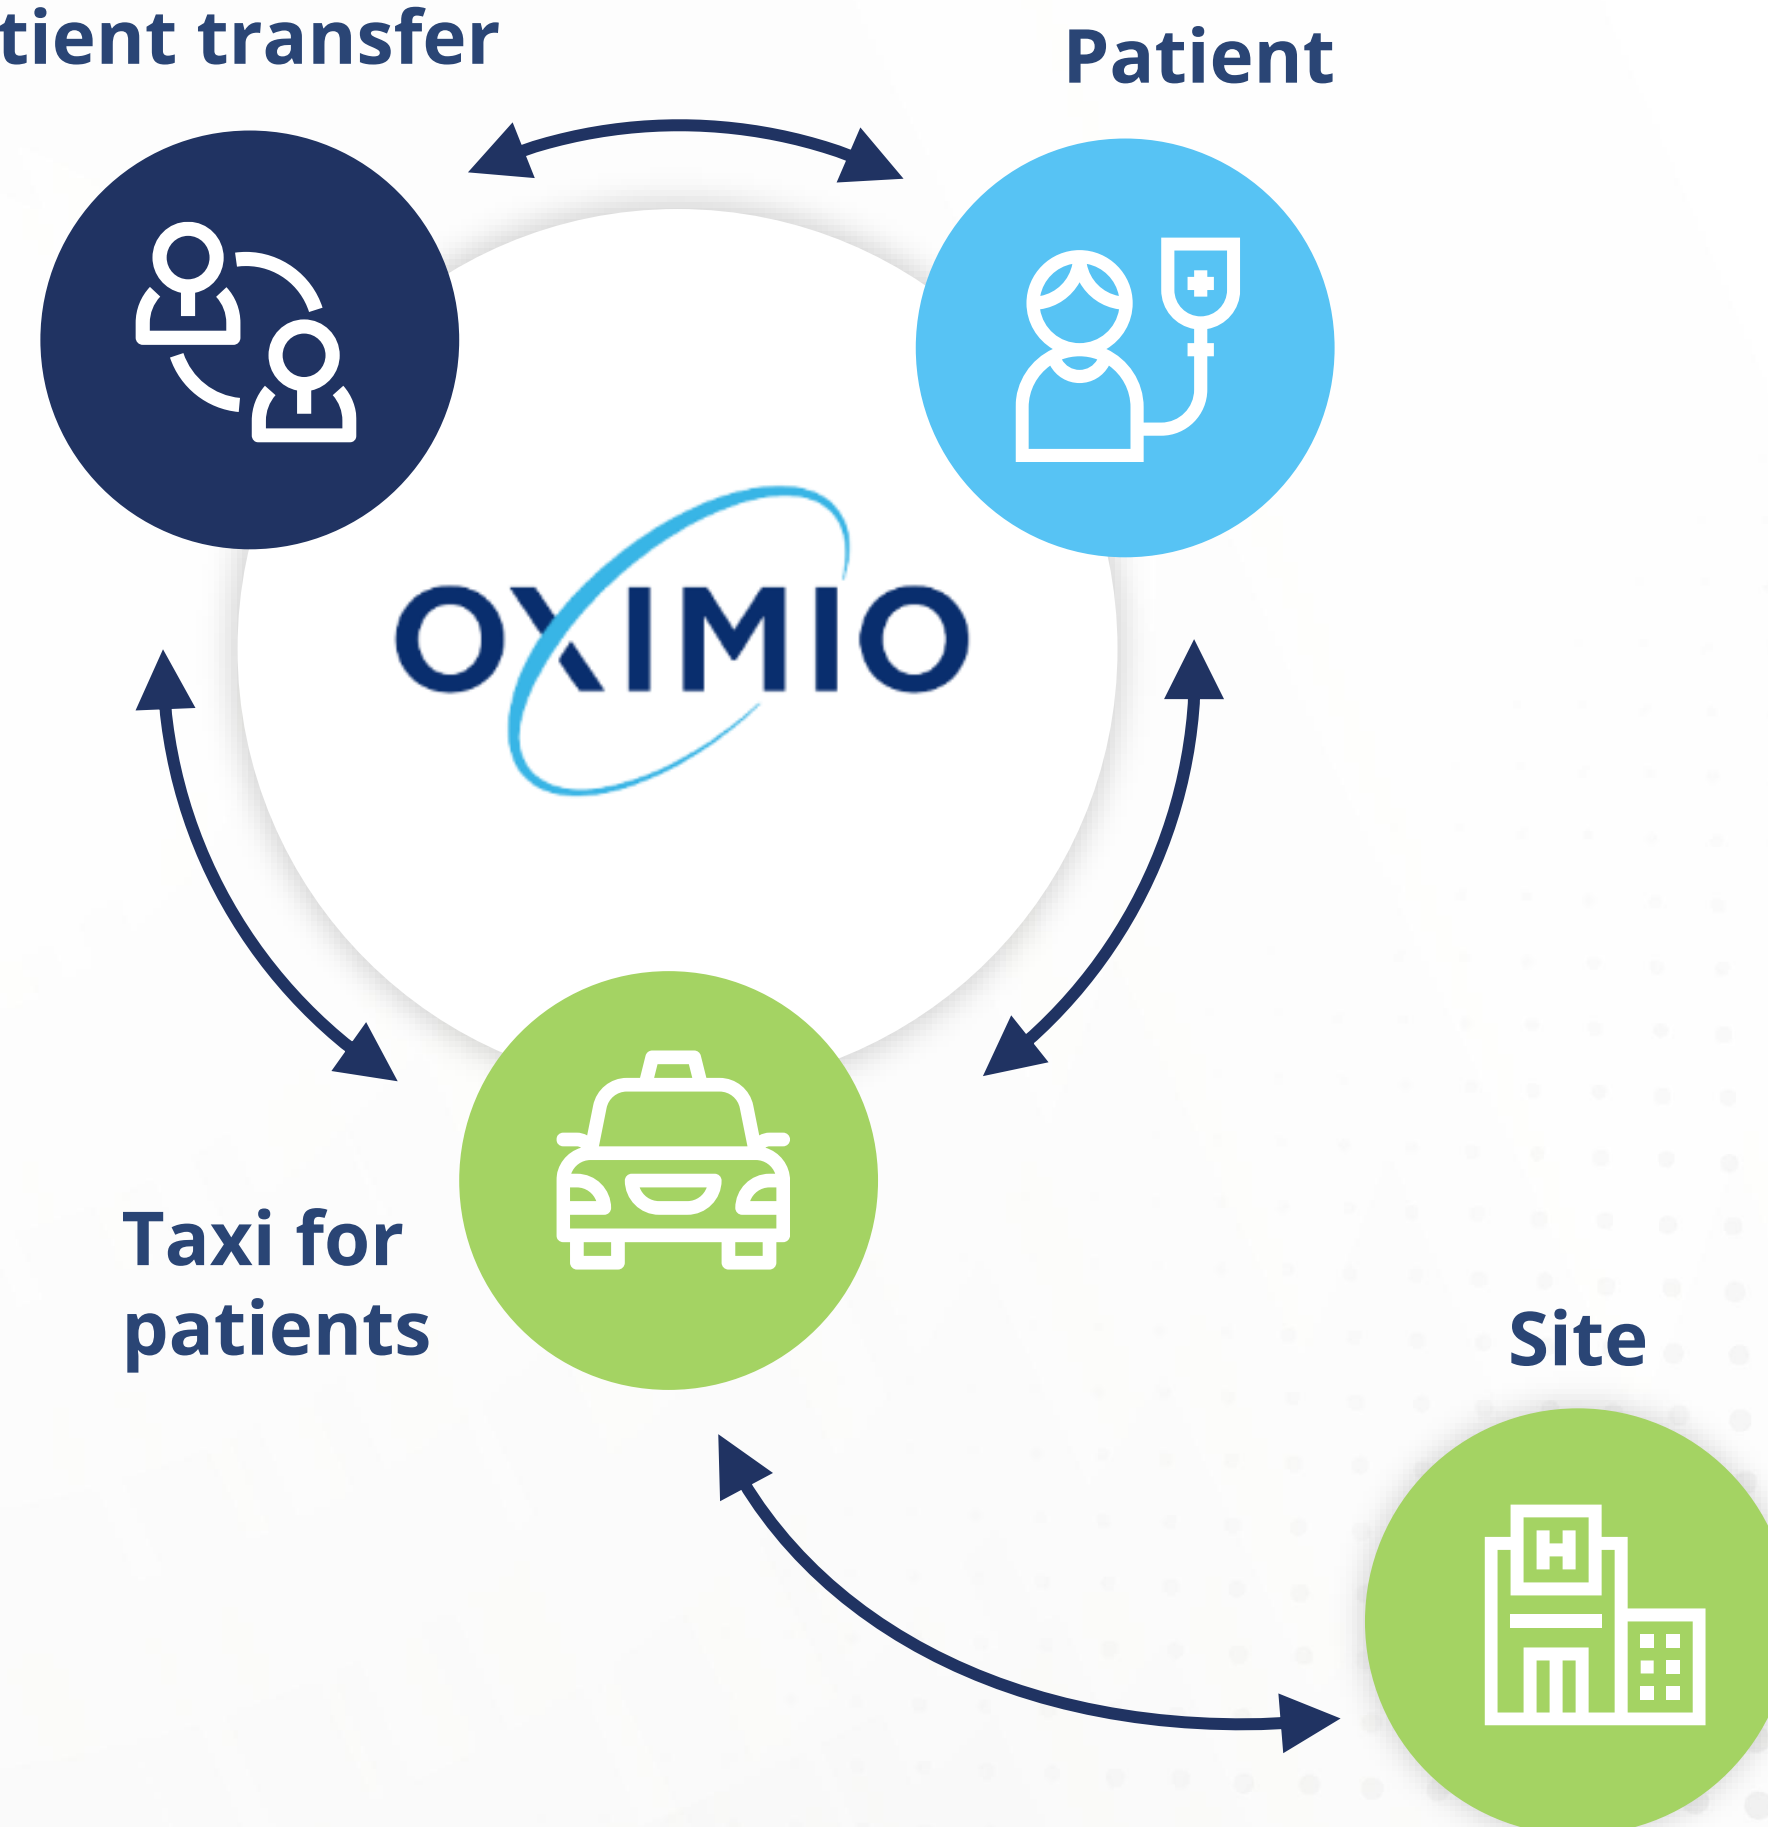 tient transfer
Patient
OXIMIO
Taxi for
patients
Site
H